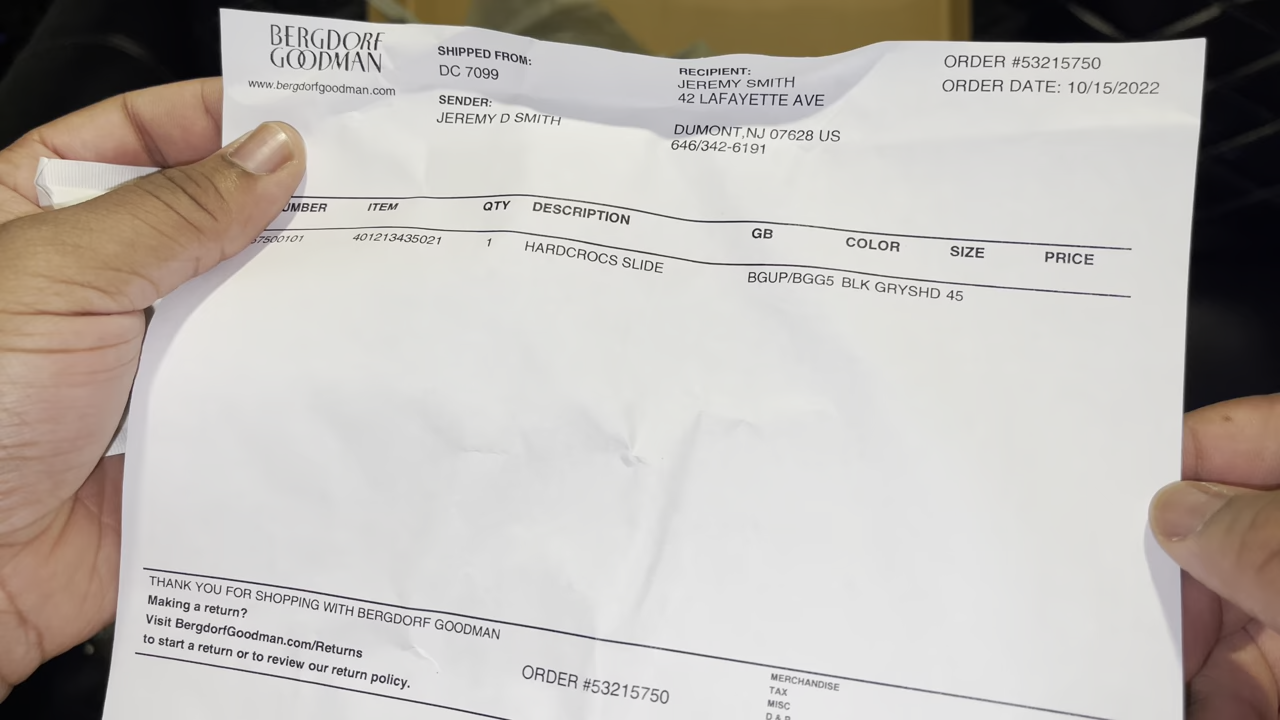 BERGDORF
GOODMAN
www.bergdorfgoodman.com
SHIPPED FROM:
DC 7099
SENDER:
JEREMY D SMITH
RECIPIENT:
JEREMY SMITH
42 LAFAYETTE AVE
DUMONT,NJ 07628 US
646/342-6191
ORDER #53215750
ORDER DATE: 10/15/2022
UMBER ITEM QTY DESCRIPTION GB COLOR SIZE PRICE
57500101 401213435021 1 HARDCROCS SLIDE BGUP/BGG5 BLK GRYSHD 45
THANK YOU FOR SHOPPING WITH BERGDORF GOODMAN
Making a return?
Visit BergdorfGoodman.com/Returns
to start a return or to review our return policy.
ORDER #53215750
MERCHANDISE
TAX
MISC